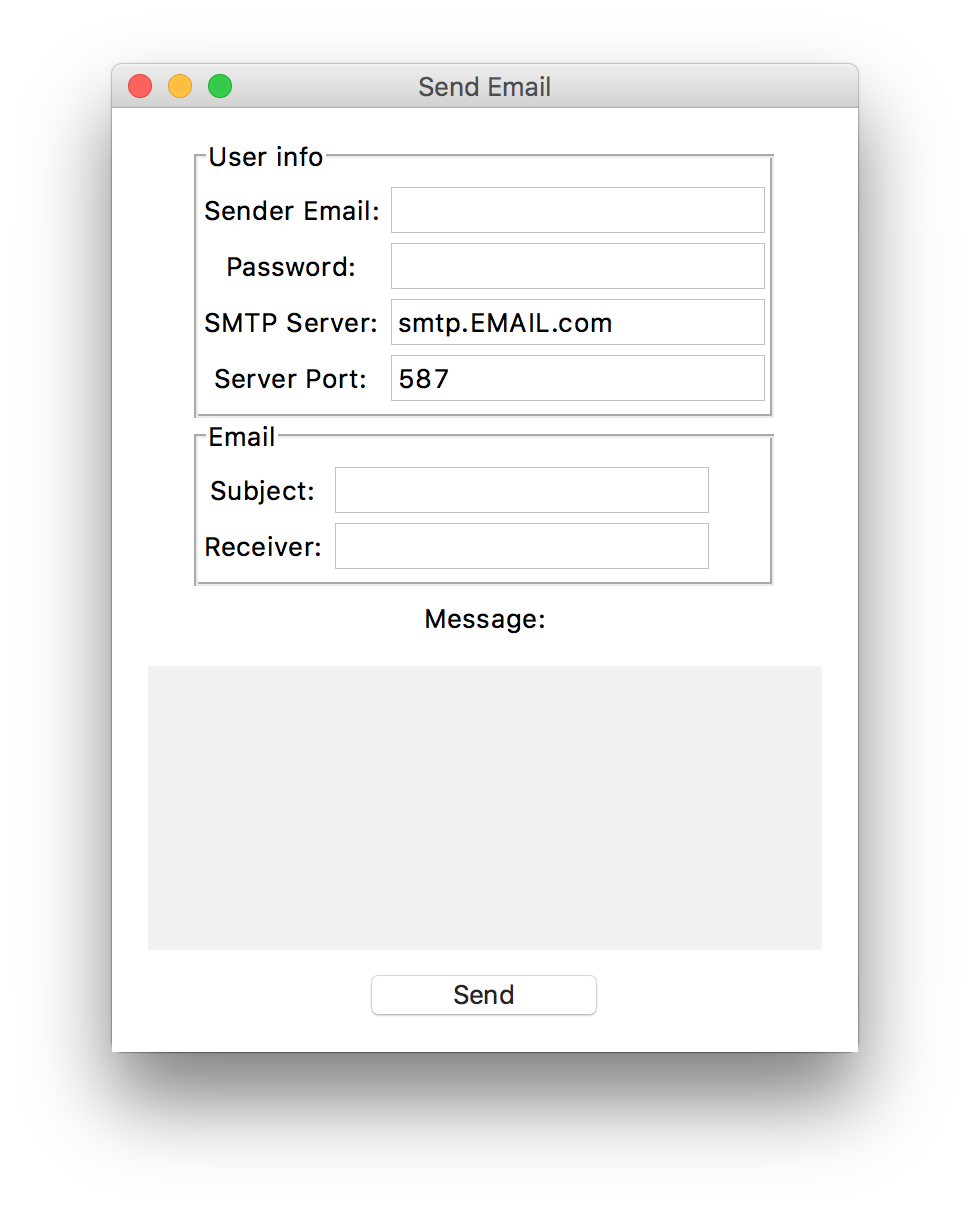 Send Email
User info
Sender Email:
Password:
SMTP Server: smtp.EMAIL.com
Server Port: 587
Email
Subject:
Receiver:
Message:
Send